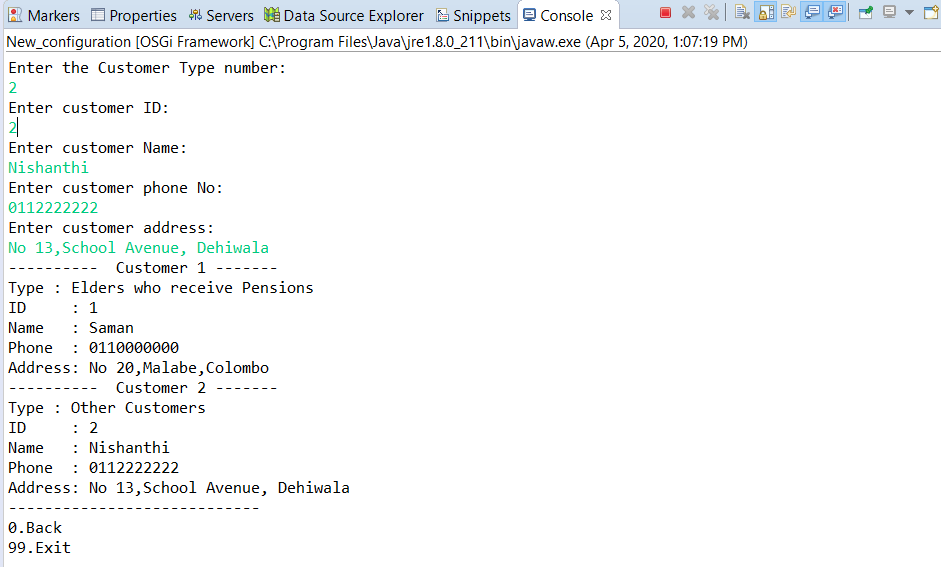 Markers Properties Servers Data Source Explorer Snippets Console
New_configuration [OSGi Framework] C:\Program Files\Java\jre1.8.0_211\bin\javaw.exe (Apr 5, 2020, 1:07:19 PM)
Enter the Customer Type number:
2
Enter customer ID:
2
Enter customer Name:
Nishanthi
Enter customer phone No:
0112222222
Enter customer address:
No 13,School Avenue, Dehiwala
----------  Customer 1 -------
Type : Elders who receive Pensions
ID     : 1
Name   : Saman
Phone  : 0110000000
Address: No 20,Malabe,Colombo
----------  Customer 2 -------
Type : Other Customers
ID     : 2
Name   : Nishanthi
Phone  : 0112222222
Address: No 13,School Avenue, Dehiwala
----------------------------
0.Back
99.Exit